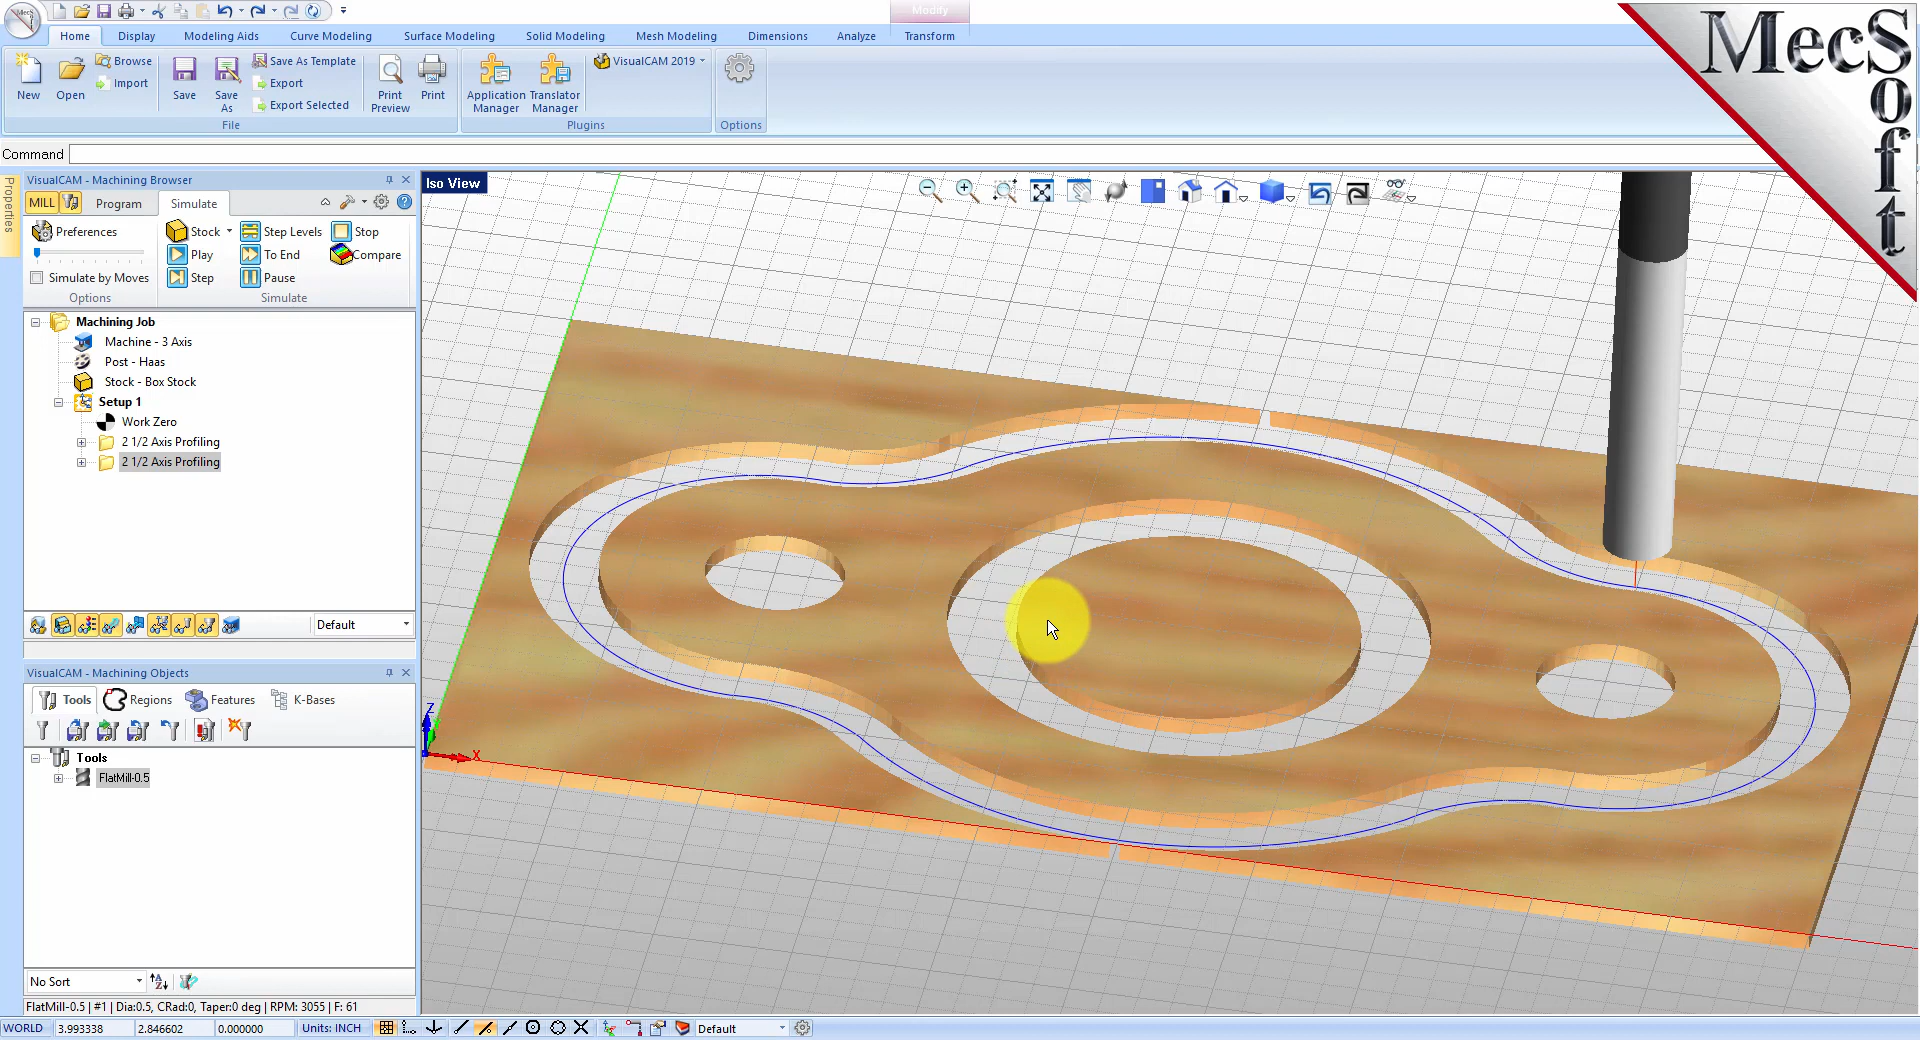 Modify
Home Display Modeling Aids Curve Modeling Surface Modeling Solid Modeling Mesh Modeling Dimensions Analyze Transform
New Open Browse Import Save Save As Save As Template Export Export Selected Print Preview Print
File
Application Manager Translator Manager VisualCAM 2019
Plugins
Options
MecSoft
Command
Properties
VisualCAM - Machining Browser
MILL Program Simulate
Preferences Stock Step Levels Stop
Play To End Compare
Simulate by Moves Step Pause
Options Simulate
Machining Job
Machine - 3 Axis
Post - Haas
Stock - Box Stock
Setup 1
Work Zero
2 1/2 Axis Profiling
2 1/2 Axis Profiling
Default
VisualCAM - Machining Objects
Tools Regions Features K-Bases
Tools
FlatMill-0.5
No Sort
FlatMill-0.5 | #1 | Dia:0.5, CRad:0, Taper:0 deg | RPM: 3055 | F: 61
Iso View
Z
X
WORLD 3.993338 2.846602 0.000000 Units: INCH Default